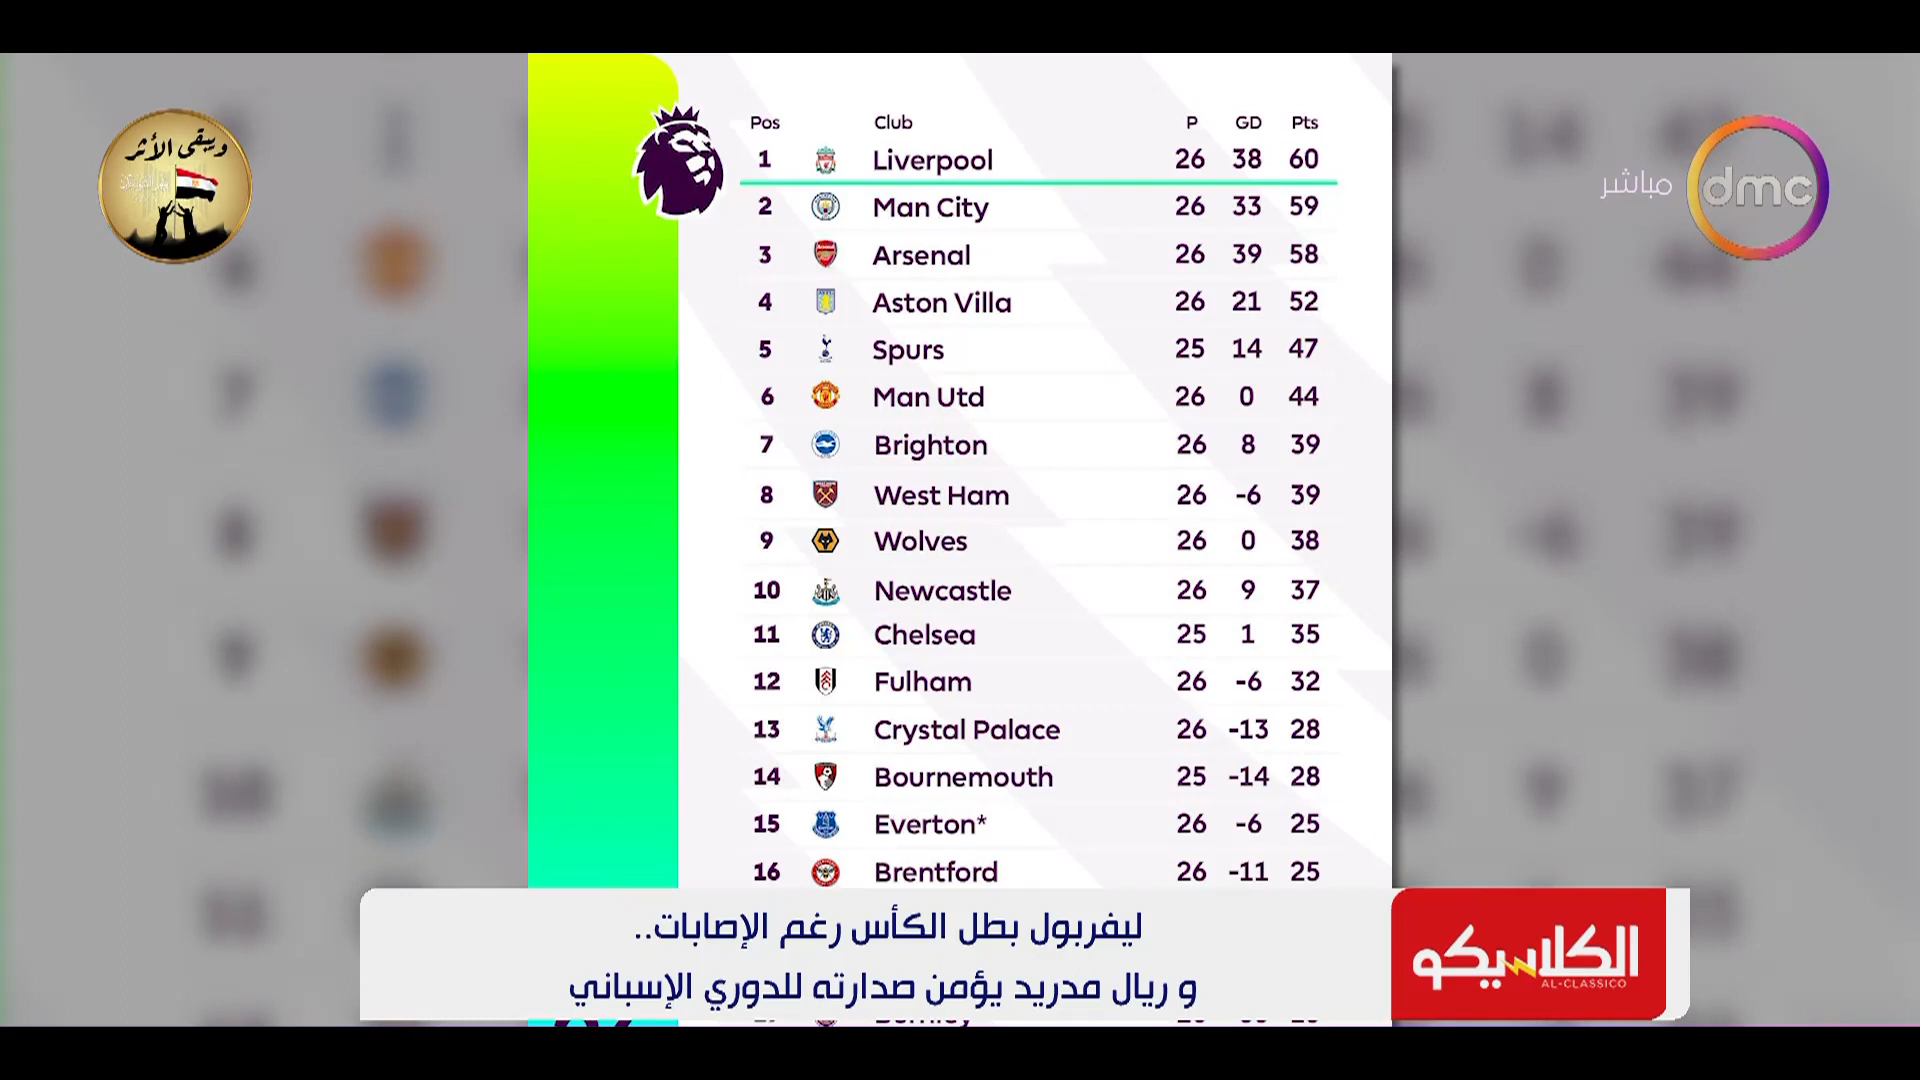 ويبقى الأثر
مباشر
dmc
Pos Club P GD Pts
1 Liverpool 26 38 60
2 Man City 26 33 59
3 Arsenal 26 39 58
4 Aston Villa 26 21 52
5 Spurs 25 14 47
6 Man Utd 26 0 44
7 Brighton 26 8 39
8 West Ham 26 -6 39
9 Wolves 26 0 38
10 Newcastle 26 9 37
11 Chelsea 25 1 35
12 Fulham 26 -6 32
13 Crystal Palace 26 -13 28
14 Bournemouth 25 -14 28
15 Everton* 26 -6 25
16 Brentford 26 -11 25
ليفربول بطل الكأس رغم الإصابات..
و ريال مدريد يؤمن صدارته للدوري الإسباني
الكلاسيكو
AL-CLASSICO